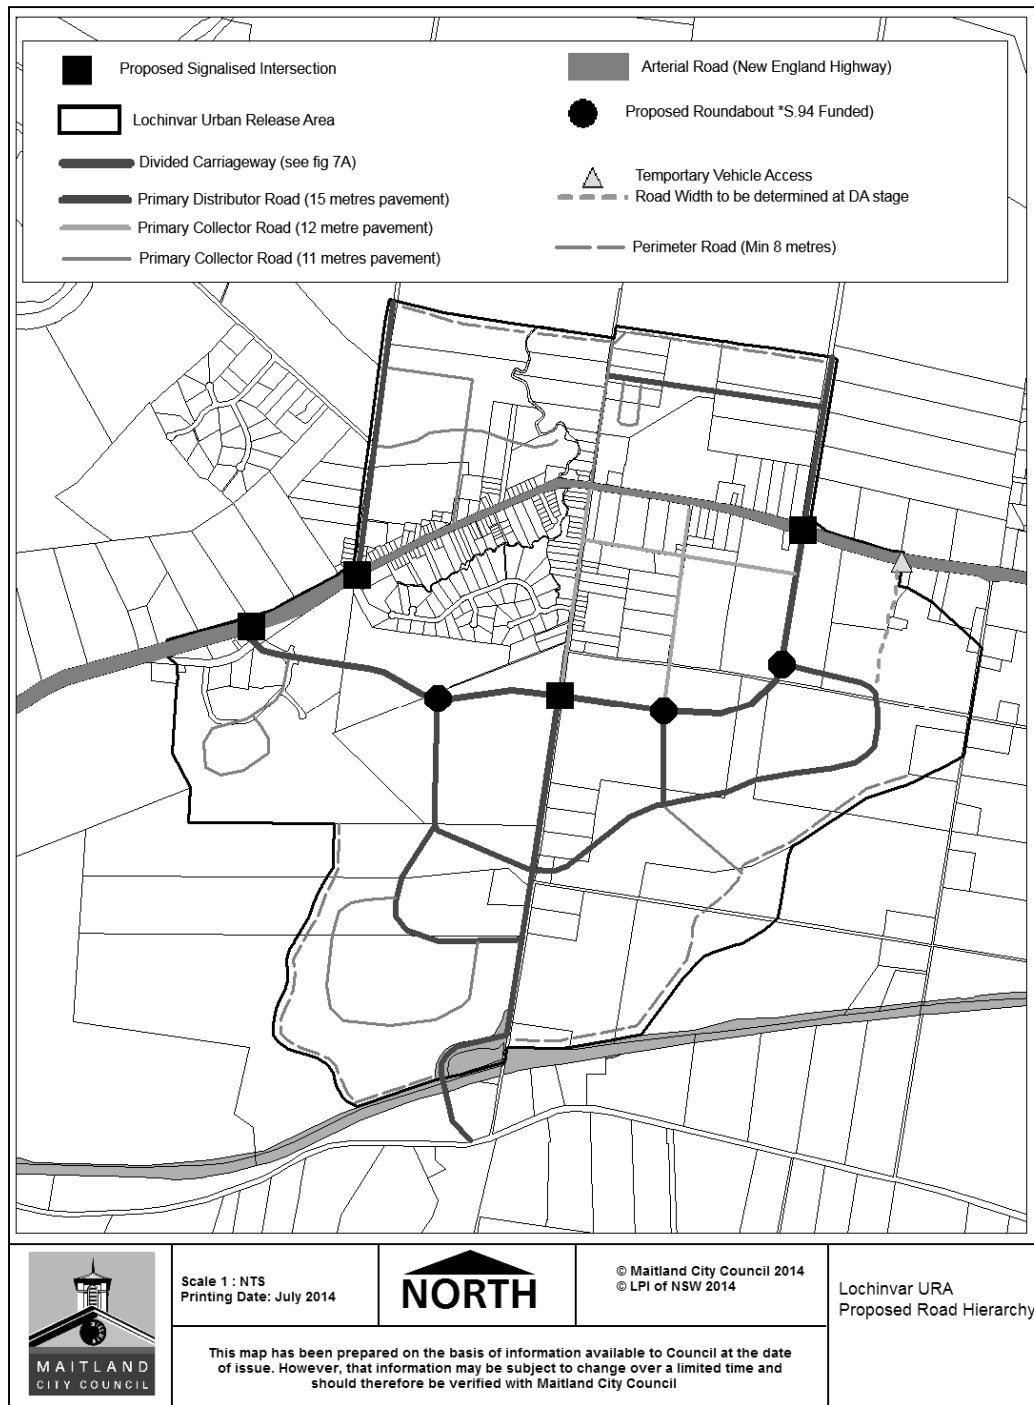 Proposed Signalised Intersection
Lochinvar Urban Release Area
Divided Carriageway (see fig 7A)
Primary Distributor Road (15 metres pavement)
Primary Collector Road (12 metre pavement)
Primary Collector Road (11 metres pavement)
Arterial Road (New England Highway)
Proposed Roundabout *S.94 Funded)
Temportary Vehicle Access
Road Width to be determined at DA stage
Perimeter Road (Min 8 metres)
MAITLAND
CITY COUNCIL
Scale 1 : NTS
Printing Date: July 2014
NORTH
© Maitland City Council 2014
© LPI of NSW 2014
This map has been prepared on the basis of information available to Council at the date
of issue. However, that information may be subject to change over a limited time and
should therefore be verified with Maitland City Council
Lochinvar URA
Proposed Road Hierarchy